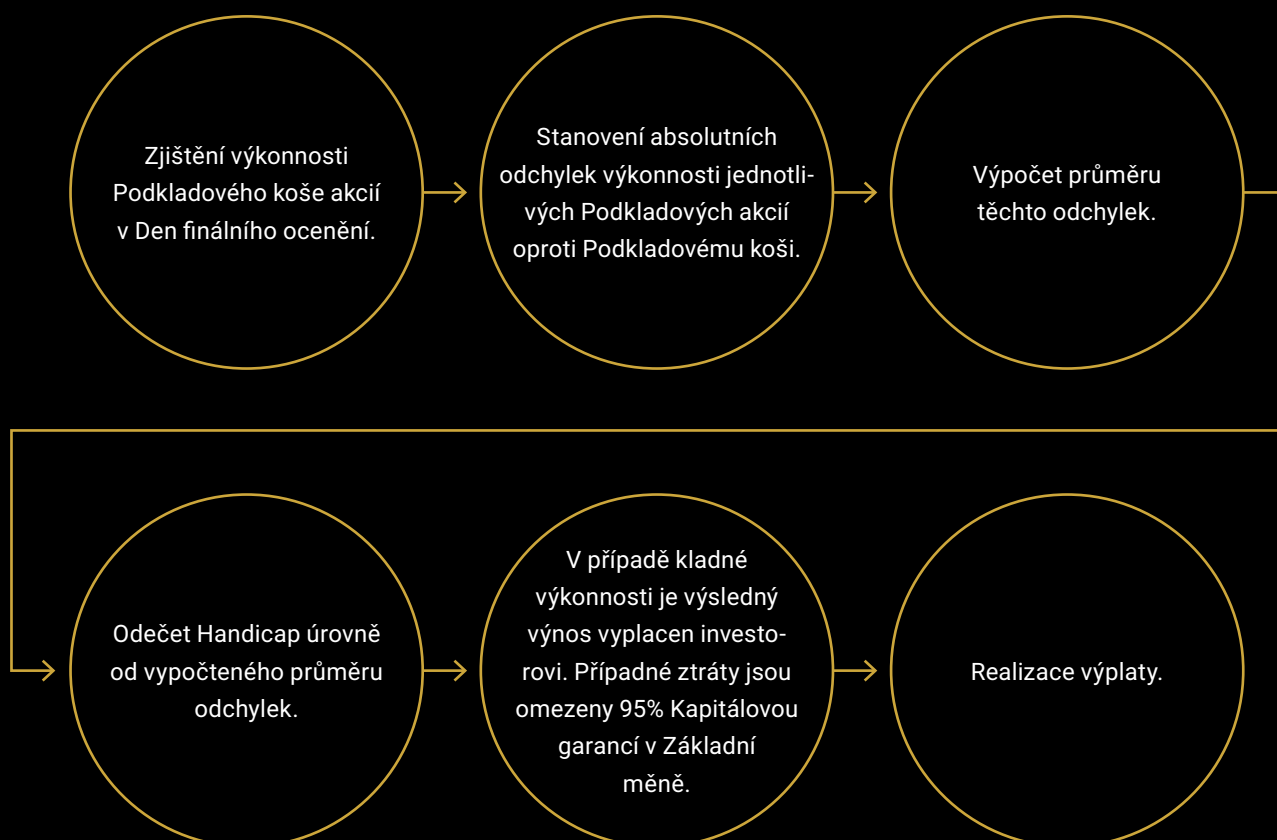 Zjištění výkonnosti
Podkladového koše akcií
v Den finálního ocenění.
Stanovení absolutních
odchylek výkonnosti jednotli-
vých Podkladových akcií
oproti Podkladovému koši.
Výpočet průměru
těchto odchylek.
Odečet Handicap úrovně
od vypočteného průměru
odchylek.
V případě kladné
výkonnosti je výsledný
výnos vyplacen investo-
rovi. Případné ztráty jsou
omezeny 95% Kapitálovou
garancí v Základní
měně.
Realizace výplaty.